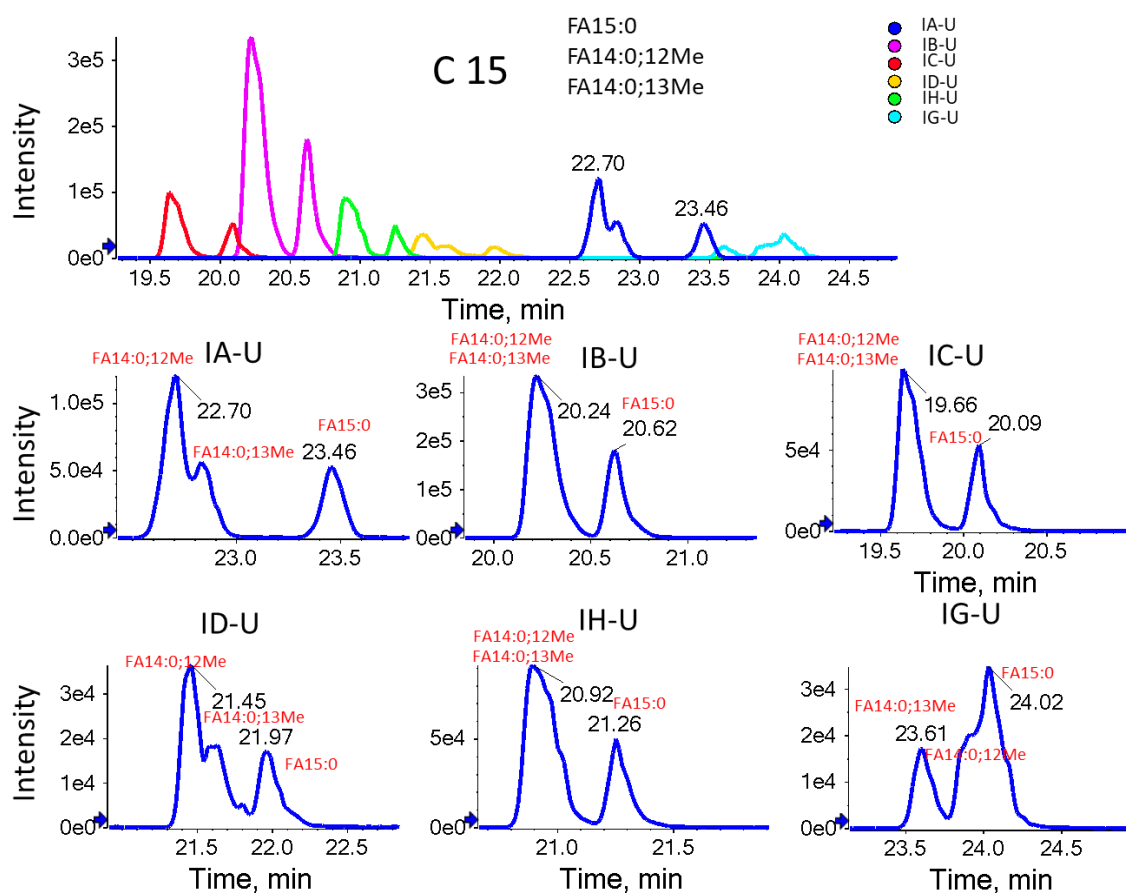 C 15
FA15:0
FA14:0;12Me
FA14:0;13Me
IA-U
IB-U
IC-U
ID-U
IH-U
IG-U
Intensity
3e5
2e5
1e5
0e0
22.70
23.46
19.5 20.0 20.5 21.0 21.5 22.0 22.5 23.0 23.5 24.0 24.5
Time, min
IA-U
FA14:0;12Me
22.70
FA14:0;13Me
FA15:0
23.46
Intensity
1.0e5
5.0e4
0.0e0
23.0 23.5
IB-U
FA14:0;12Me
FA14:0;13Me
20.24
FA15:0
20.62
3e5
2e5
1e5
0e0
20.0 20.5 21.0
IC-U
FA14:0;12Me
FA14:0;13Me
19.66
FA15:0
20.09
5e4
0e0
19.5 20.0 20.5
Time, min
ID-U
FA14:0;12Me
21.45
FA14:0;13Me
21.97
FA15:0
Intensity
3e4
2e4
1e4
0e0
21.5 22.0 22.5
Time, min
IH-U
FA14:0;12Me
FA14:0;13Me
20.92
FA15:0
21.26
5e4
0e0
21.0 21.5
Time, min
IG-U
FA14:0;13Me
23.61
FA14:0;12Me
FA15:0
24.02
3e4
2e4
1e4
0e0
23.5 24.0 24.5
Time, min